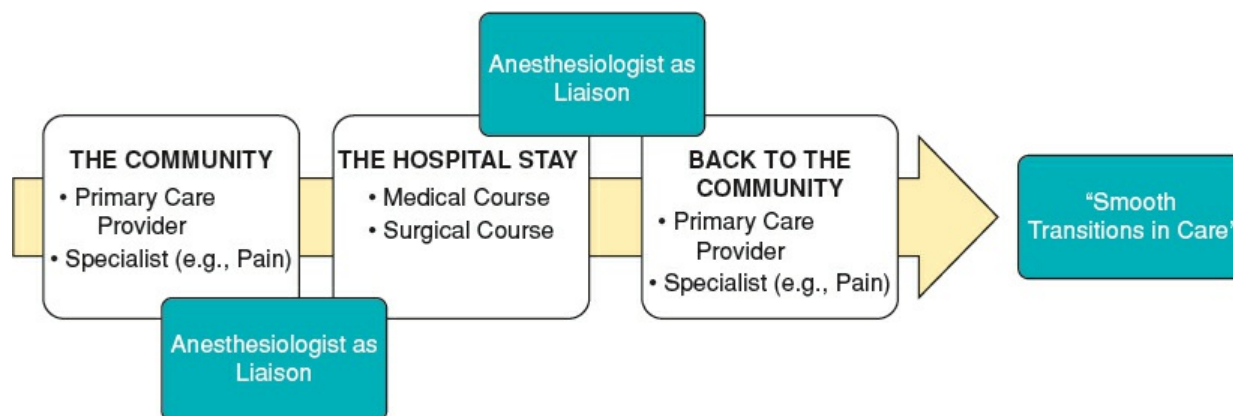 Anesthesiologist as
Liaison
THE COMMUNITY
• Primary Care
Provider
• Specialist (e.g., Pain)
THE HOSPITAL STAY
• Medical Course
• Surgical Course
BACK TO THE
COMMUNITY
• Primary Care
Provider
• Specialist (e.g., Pain)
“Smooth
Transitions in Care”
Anesthesiologist as
Liaison